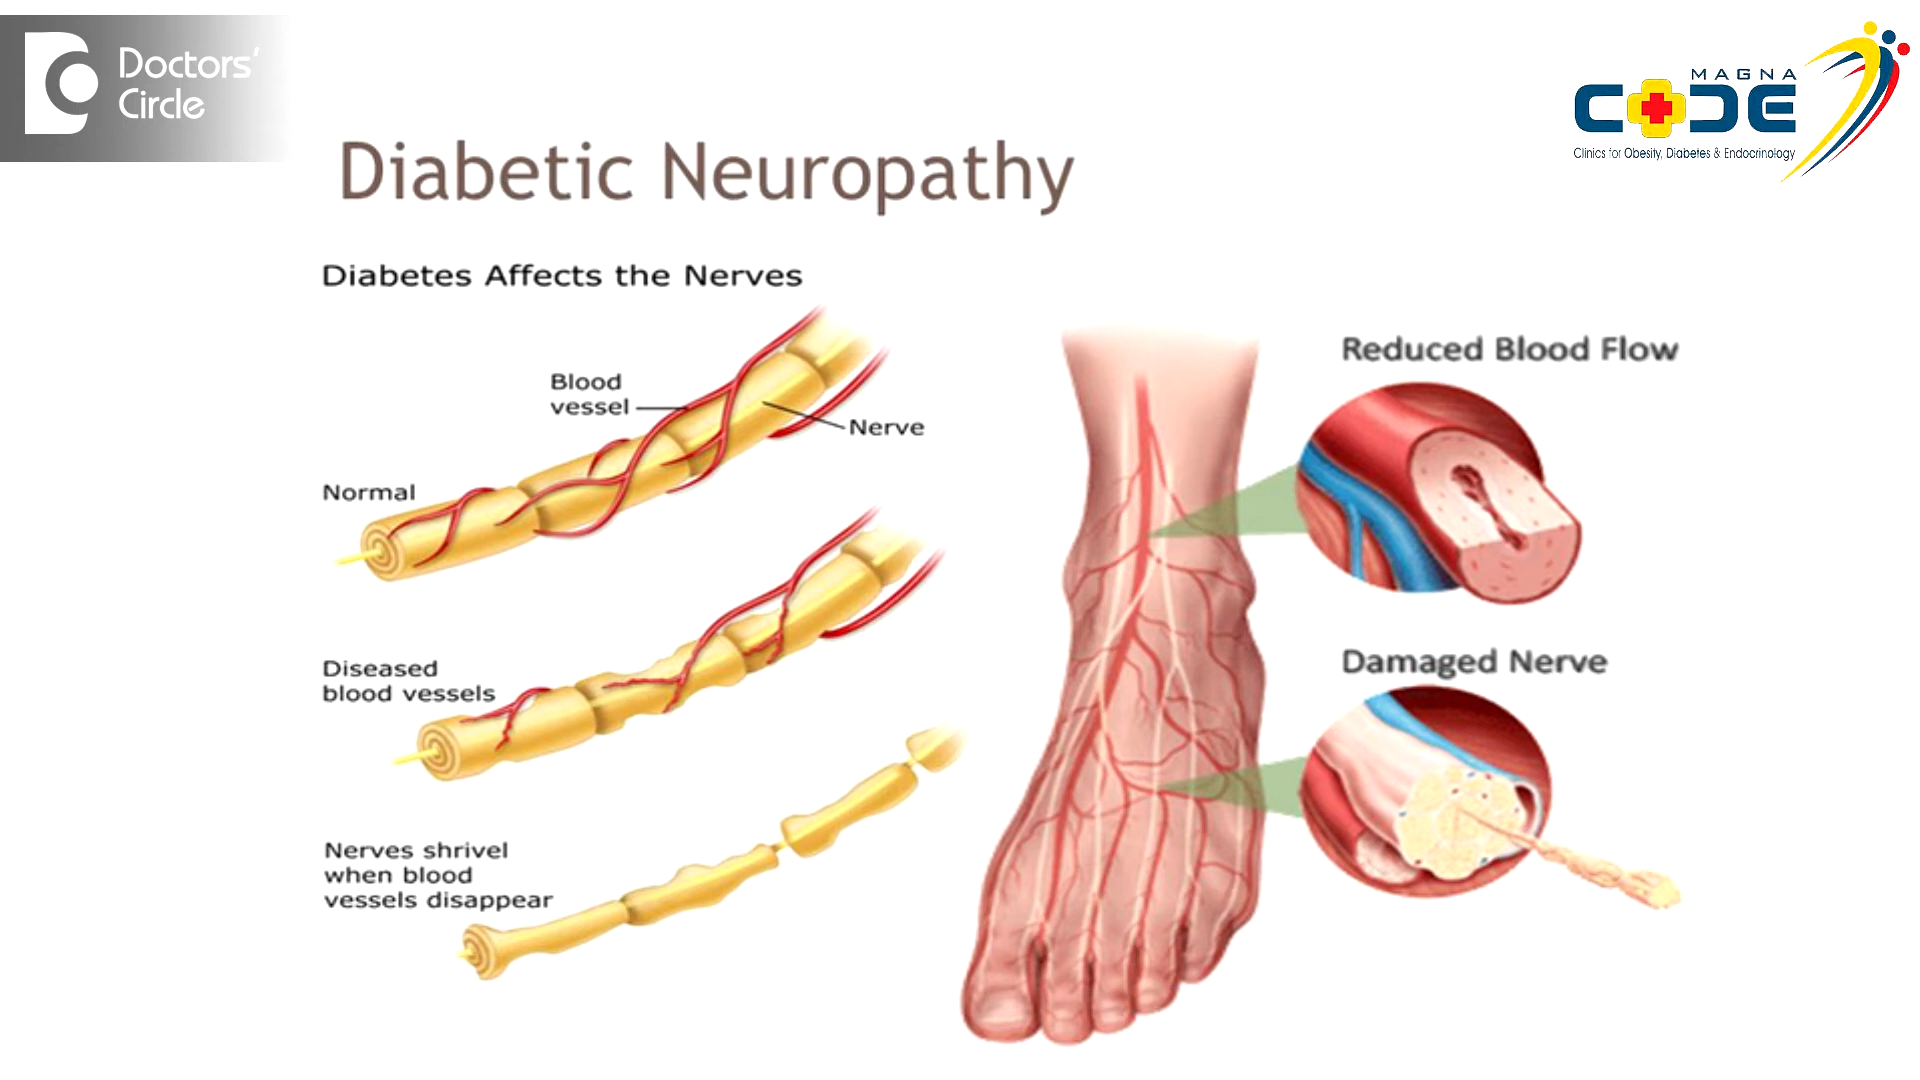 Doctors'
Circle
MAGNA
CODE
Clinics for Obesity, Diabetes & Endocrinology
Diabetic Neuropathy
Diabetes Affects the Nerves
Blood
vessel
Nerve
Normal
Diseased
blood vessels
Nerves shrivel
when blood
vessels disappear
Reduced Blood Flow
Damaged Nerve